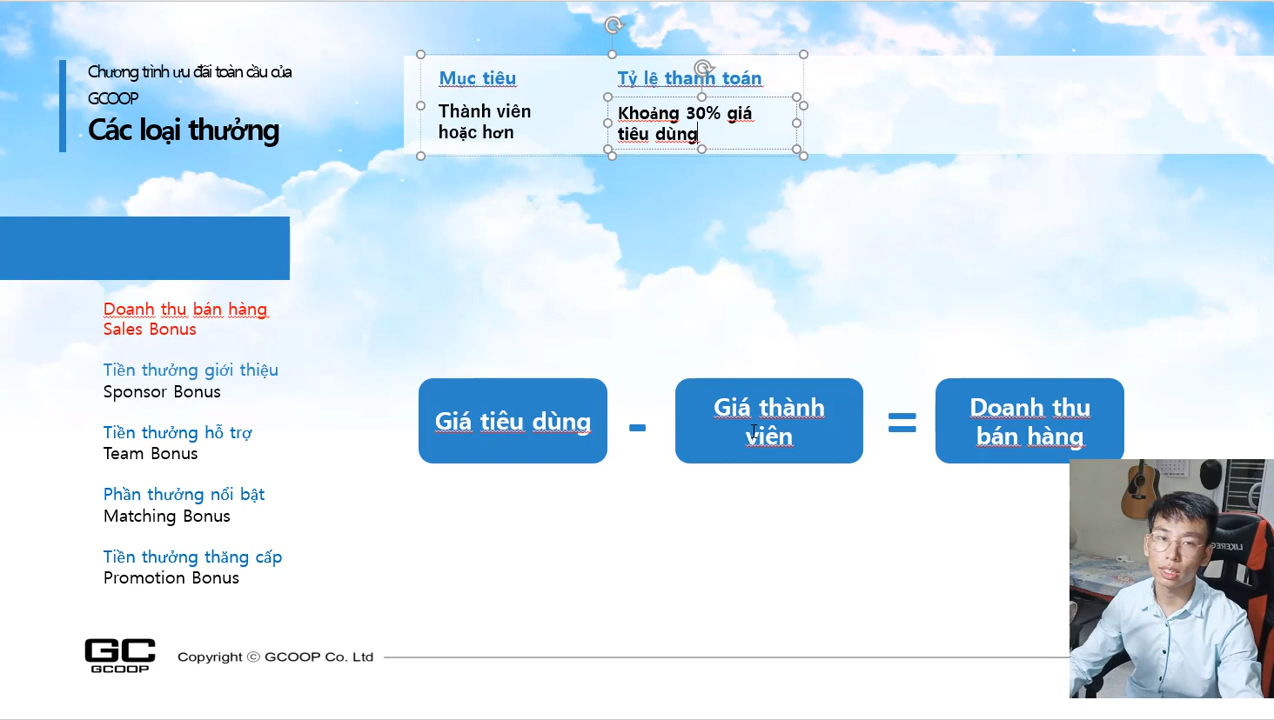 Chương trình ưu đãi toàn cầu của
GCOOP
Các loại thưởng
Mục tiêu
Thành viên
hoặc hơn
Tỷ lệ thanh toán
Khoảng 30% giá
tiêu dùng
Doanh thu bán hàng
Sales Bonus
Tiền thưởng giới thiệu
Sponsor Bonus
Tiền thưởng hỗ trợ
Team Bonus
Phần thưởng nổi bật
Matching Bonus
Tiền thưởng thăng cấp
Promotion Bonus
Giá tiêu dùng
-
Giá thành
viên
=
Doanh thu
bán hàng
GC
GCOOP
Copyright ⓒ GCOOP Co. Ltd